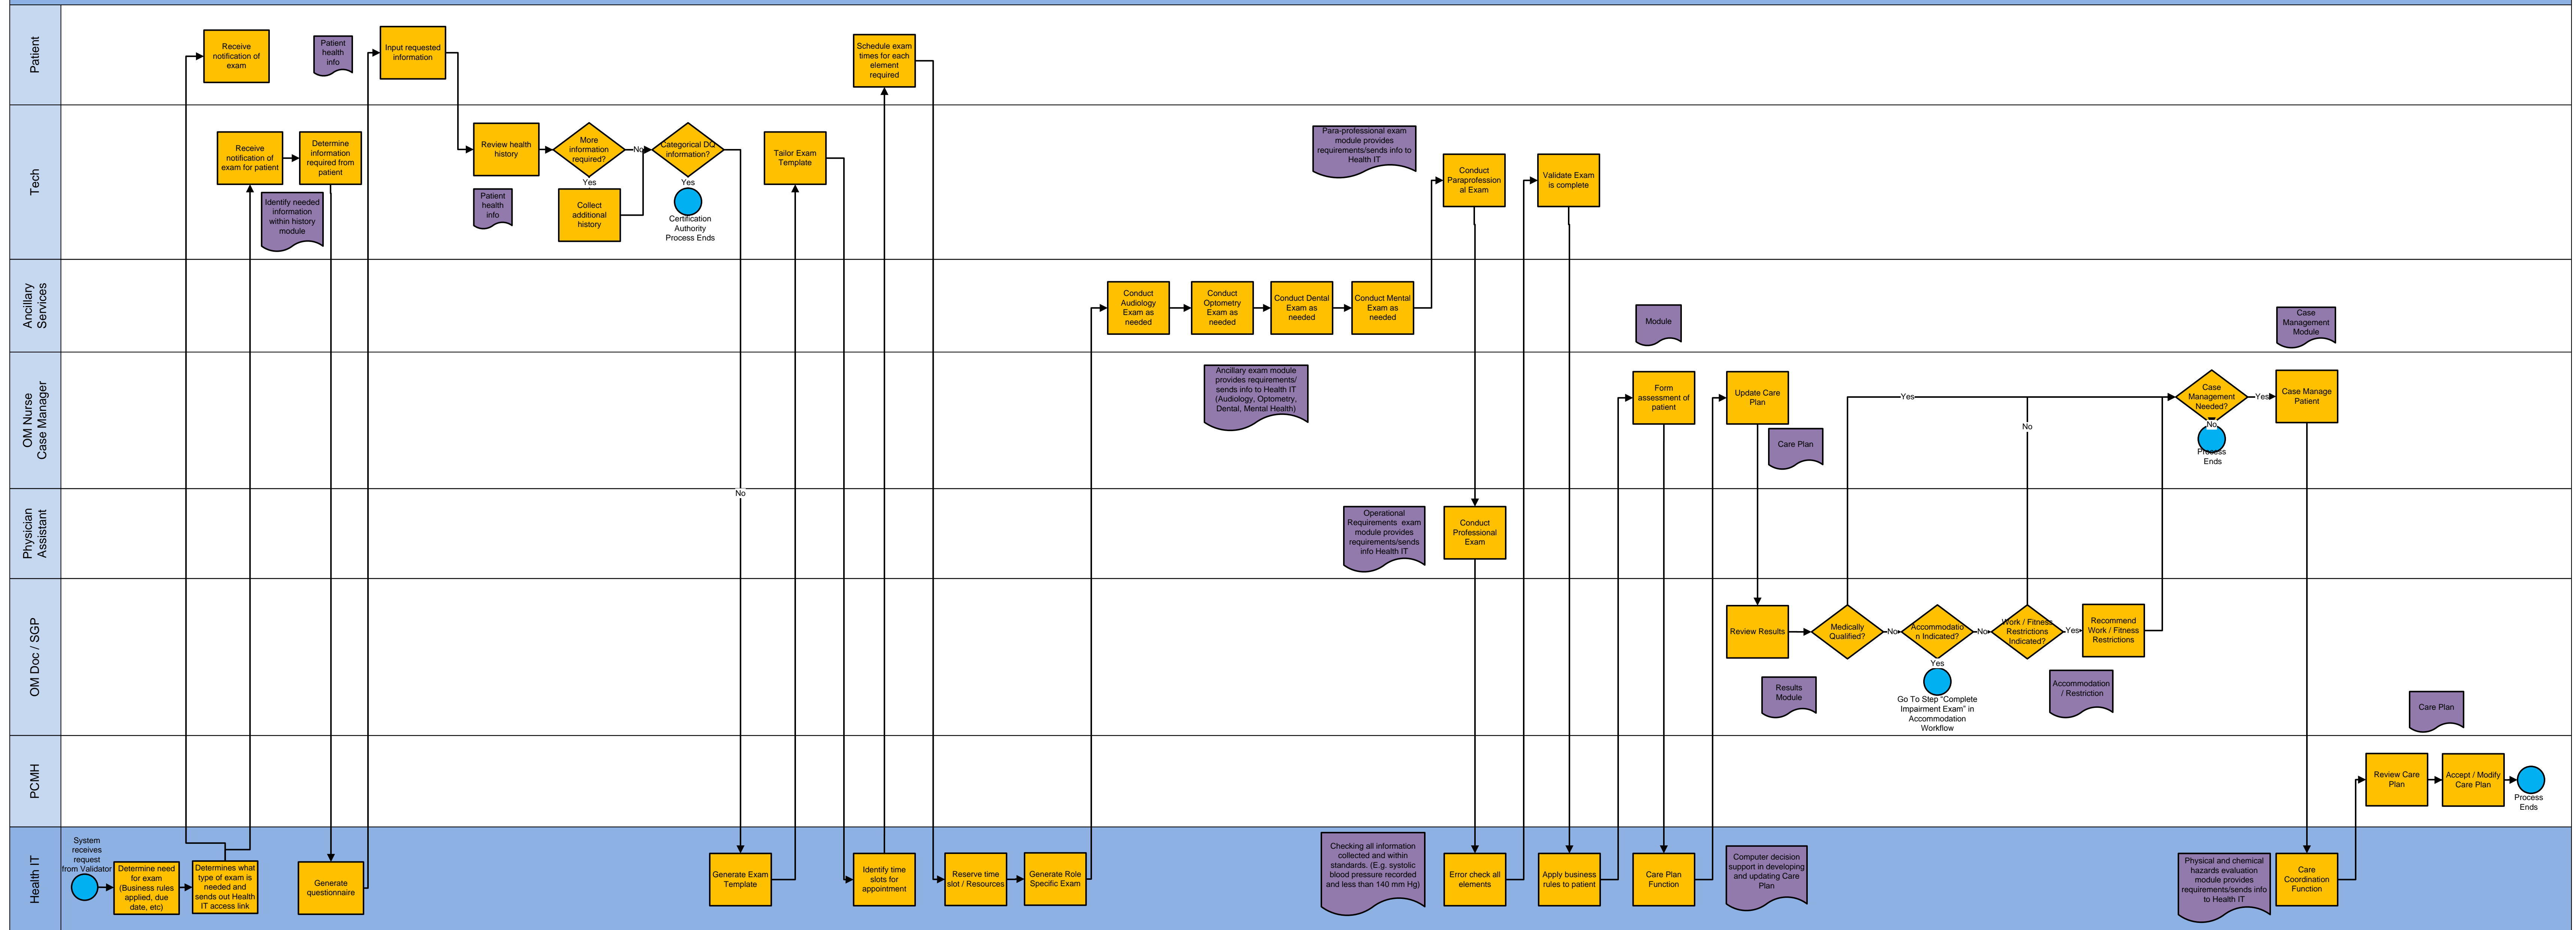 Patient
Receive
notification of
exam
Patient
health
info
Input requested
information
Schedule exam
times for each
element
required
Tech
Receive
notification of
exam for patient
Determine
information
required from
patient
Identify needed
information
within history
module
Review health
history
Patient
health
info
More
information
required?
No
Yes
Collect
additional
history
Categorical DQ
information?
Yes
Certification
Authority
Process Ends
No
Tailor Exam
Template
Para-professional exam
module provides
requirements/sends info to
Health IT
Conduct
Paraprofession
al Exam
Validate Exam
is complete
Ancillary
Services
Conduct
Audiology
Exam as
needed
Conduct
Optometry
Exam as
needed
Conduct Dental
Exam as
needed
Conduct Mental
Exam as
needed
Module
Case
Management
Module
OM Nurse
Case Manager
Ancillary exam module
provides requirements/
sends info to Health IT
(Audiology, Optometry,
Dental, Mental Health)
Form
assessment of
patient
Update Care
Plan
Care Plan
Yes
No
Case
Management
Needed?
Yes
No
Process
Ends
Case Manage
Patient
Physician
Assistant
Operational
Requirements  exam
module provides
requirements/sends
info Health IT
Conduct
Professional
Exam
OM Doc / SGP
Review Results
Results
Module
Medically
Qualified?
No
Accommodatio
n Indicated?
No
Yes
Go To Step “Complete
Impairment Exam” in
Accommodation
Workflow
Work / Fitness
Restrictions
Indicated?
Yes
Recommend
Work / Fitness
Restrictions
Accommodation
/ Restriction
Care Plan
PCMH
Review Care
Plan
Accept / Modify
Care Plan
Process
Ends
Health IT
System
receives
request
from Validator
Determine need
for exam
(Business rules
applied, due
date, etc)
Determines what
type of exam is
needed and
sends out Health
IT access link
Generate
questionnaire
Generate Exam
Template
Identify time
slots for
appointment
Reserve time
slot / Resources
Generate Role
Specific Exam
Checking all information
collected and within
standards. (E.g. systolic
blood pressure recorded
and less than 140 mm Hg)
Error check all
elements
Apply business
rules to patient
Care Plan
Function
Computer decision
support in developing
and updating Care
Plan
Physical and chemical
hazards evaluation
module provides
requirements/sends info
to Health IT
Care
Coordination
Function